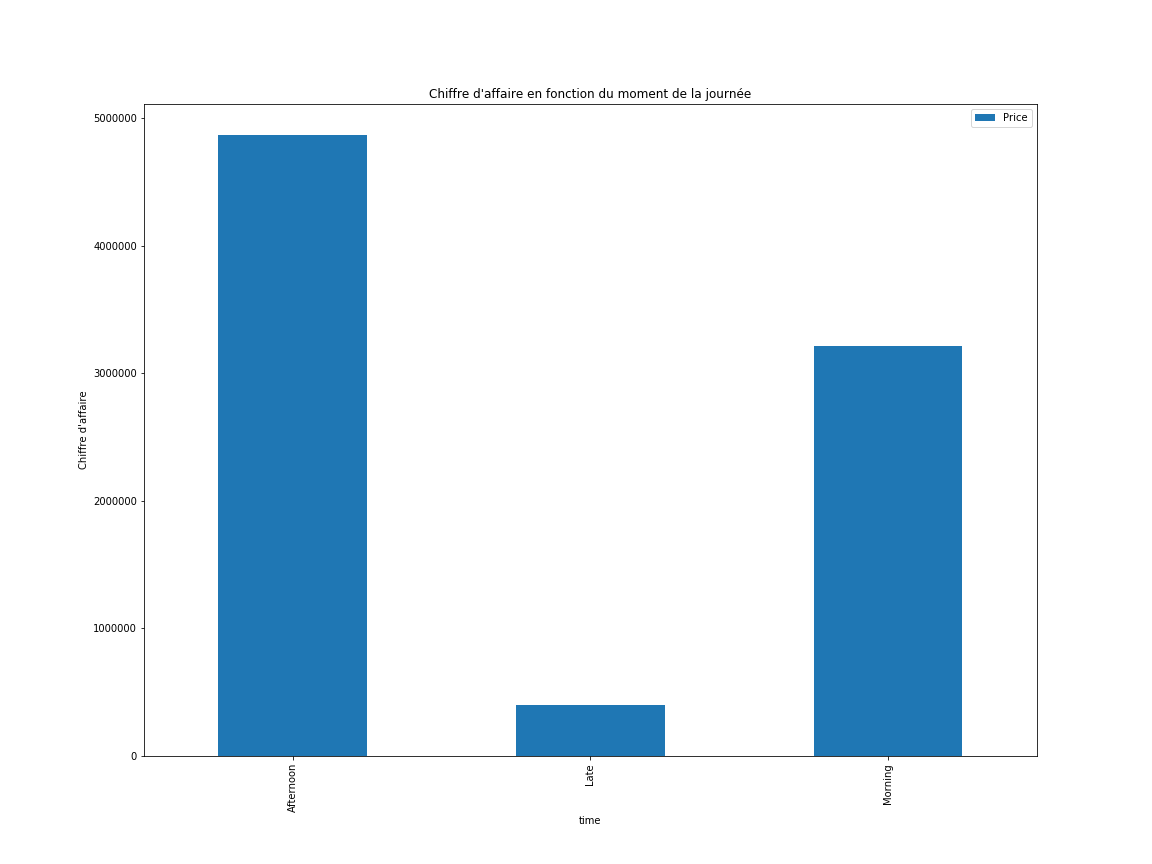 Chiffre d'affaire en fonction du moment de la journée
Price
5000000
4000000
3000000
2000000
1000000
0
Chiffre d'affaire
Afternoon
Late
Morning
time